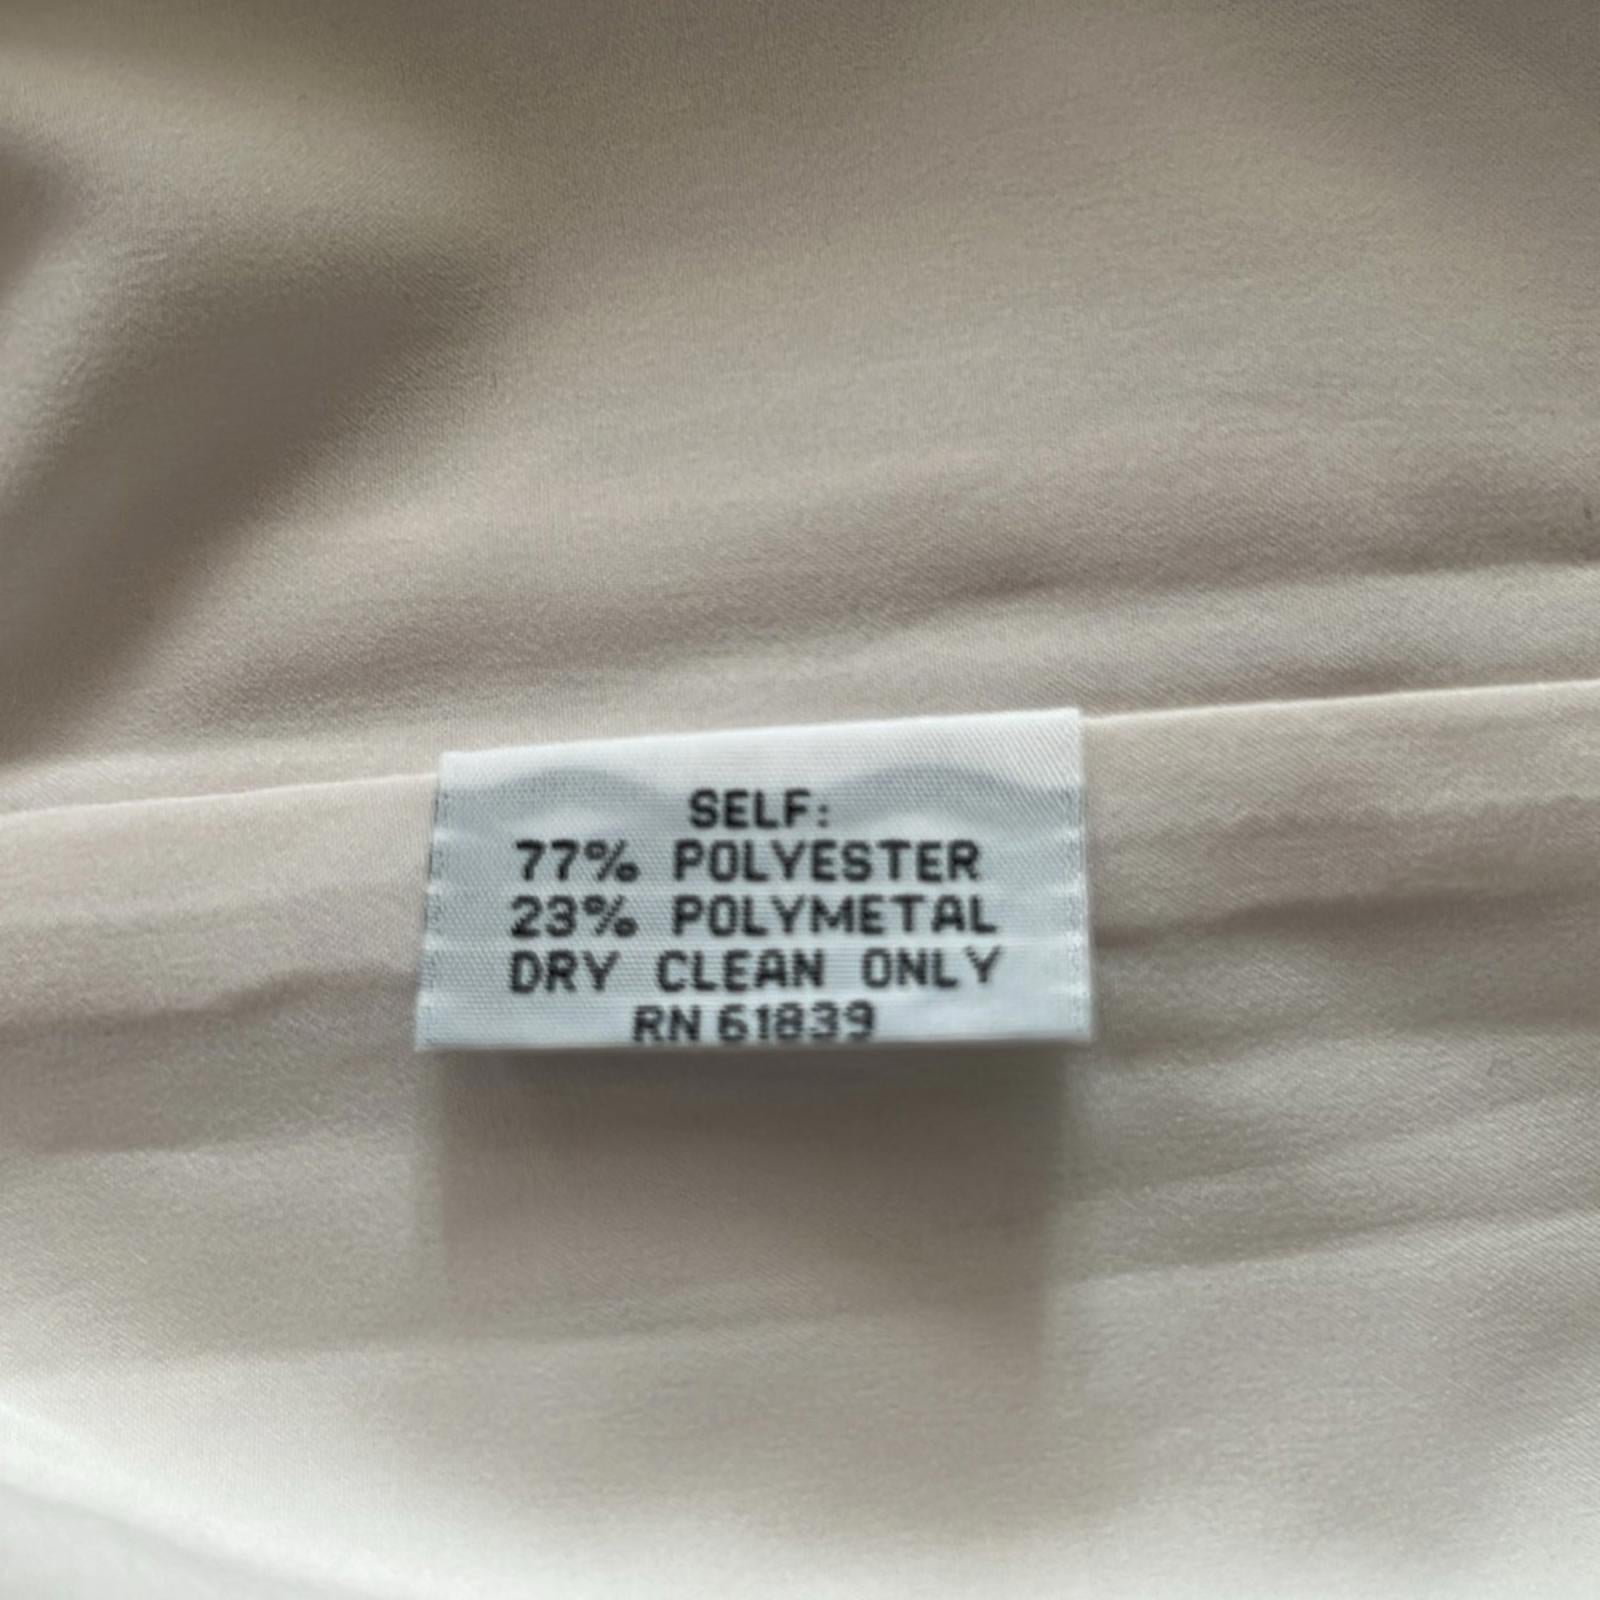 SELF:
77% POLYESTER
23% POLYMETAL
DRY CLEAN ONLY
RN 61839